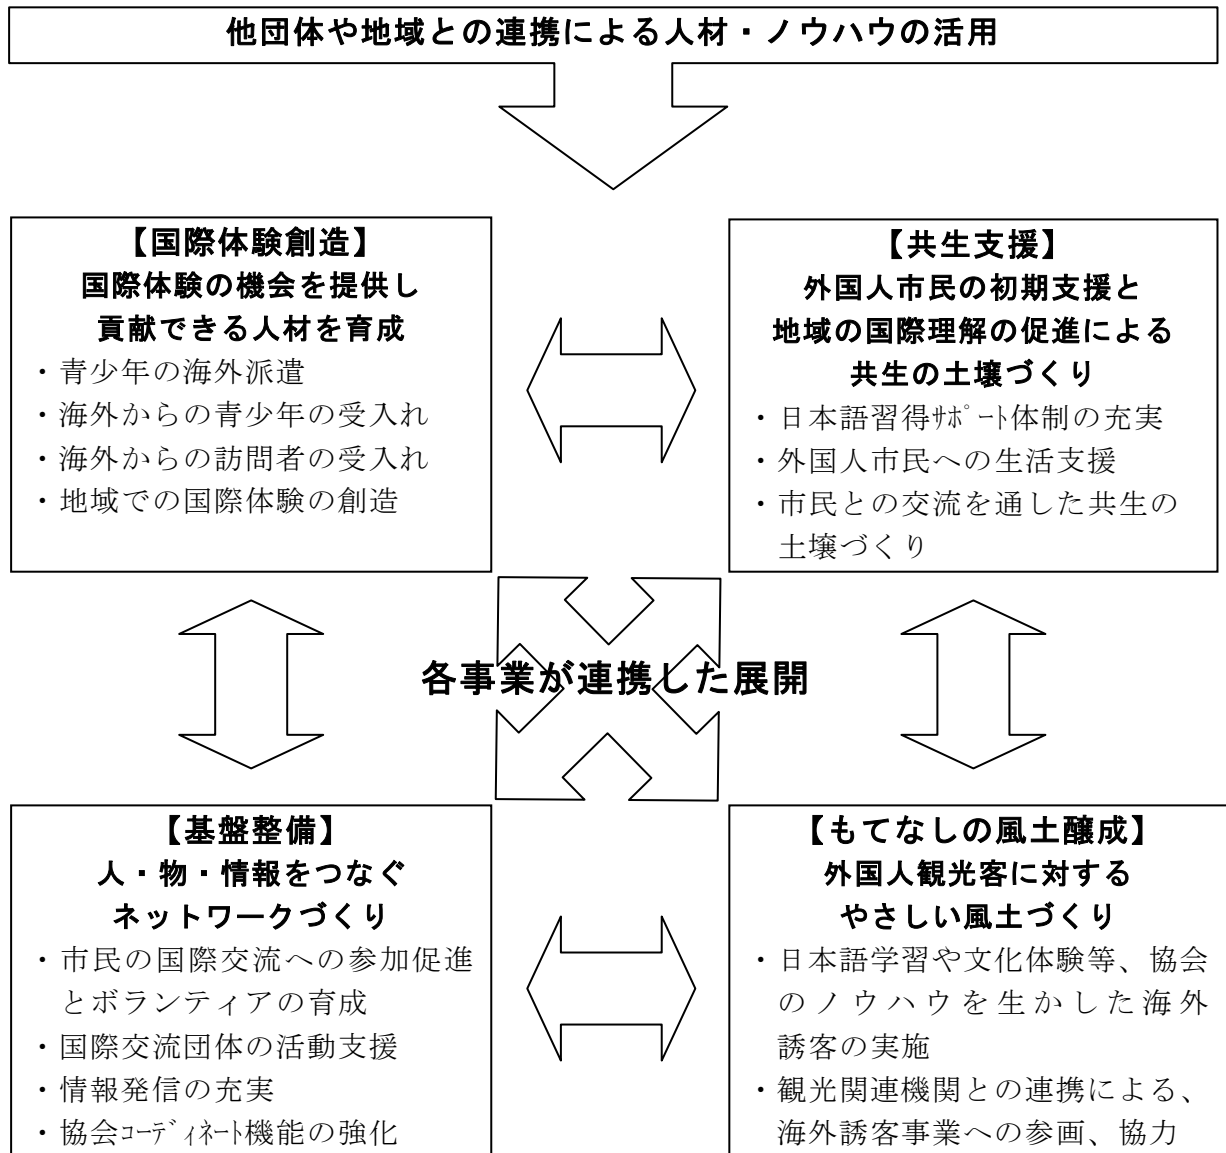 他団体や地域との連携による人材・ノウハウの活用
【国際体験創造】
国際体験の機会を提供し
貢献できる人材を育成
・青少年の海外派遣
・海外からの青少年の受入れ
・海外からの訪問者の受入れ
・地域での国際体験の創造
【共生支援】
外国人市民の初期支援と
地域の国際理解の促進による
共生の土壌づくり
・日本語習得ｻﾎﾟｰﾄ体制の充実
・外国人市民への生活支援
・市民との交流を通した共生の
土壌づくり
各事業が連携した展開
【基盤整備】
人・物・情報をつなぐ
ネットワークづくり
・市民の国際交流への参加促進
とボランティアの育成
・国際交流団体の活動支援
・情報発信の充実
・協会ｺｰﾃﾞｨﾈｰﾄ機能の強化
【もてなしの風土醸成】
外国人観光客に対する
やさしい風土づくり
・日本語学習や文化体験等、協会
のノウハウを生かした海外
誘客の実施
・観光関連機関との連携による、
海外誘客事業への参画、協力